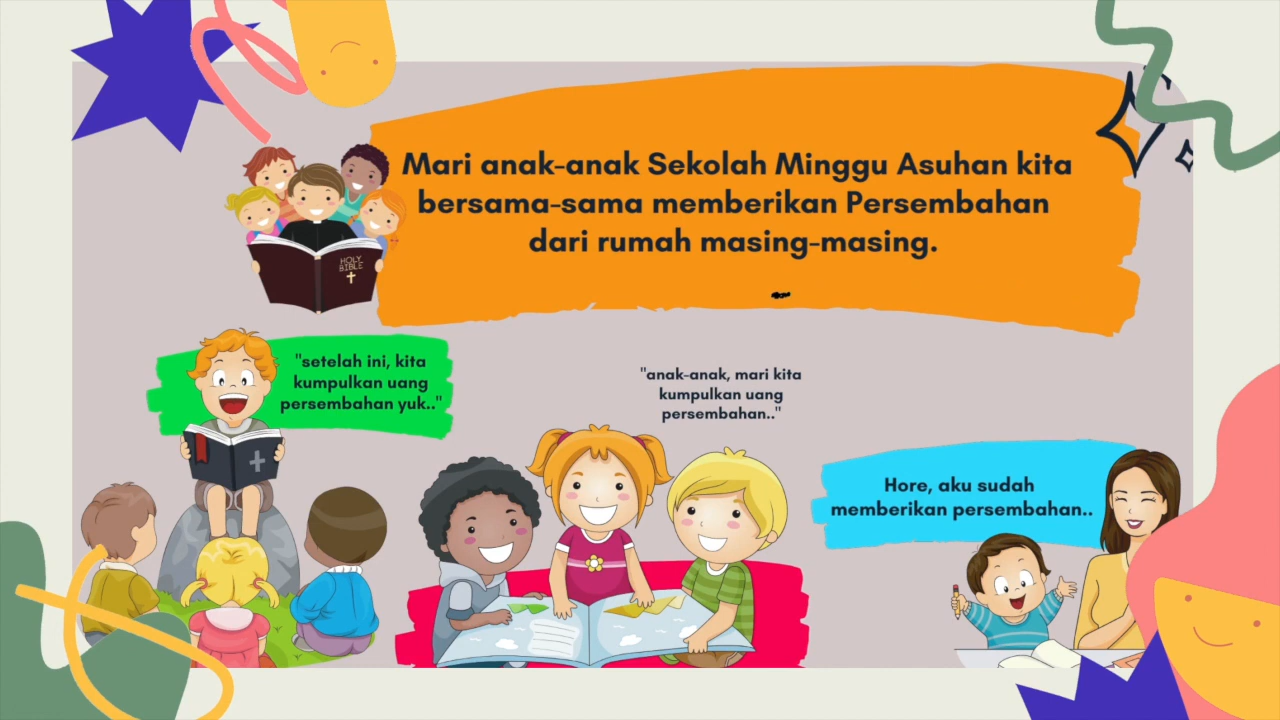 Mari anak-anak Sekolah Minggu Asuhan kita
bersama-sama memberikan Persembahan
dari rumah masing-masing.
HOLY
BIBLE
"setelah ini, kita
kumpulkan uang
persembahan yuk.."
"anak-anak, mari kita
kumpulkan uang
persembahan.."
Hore, aku sudah
memberikan persembahan..